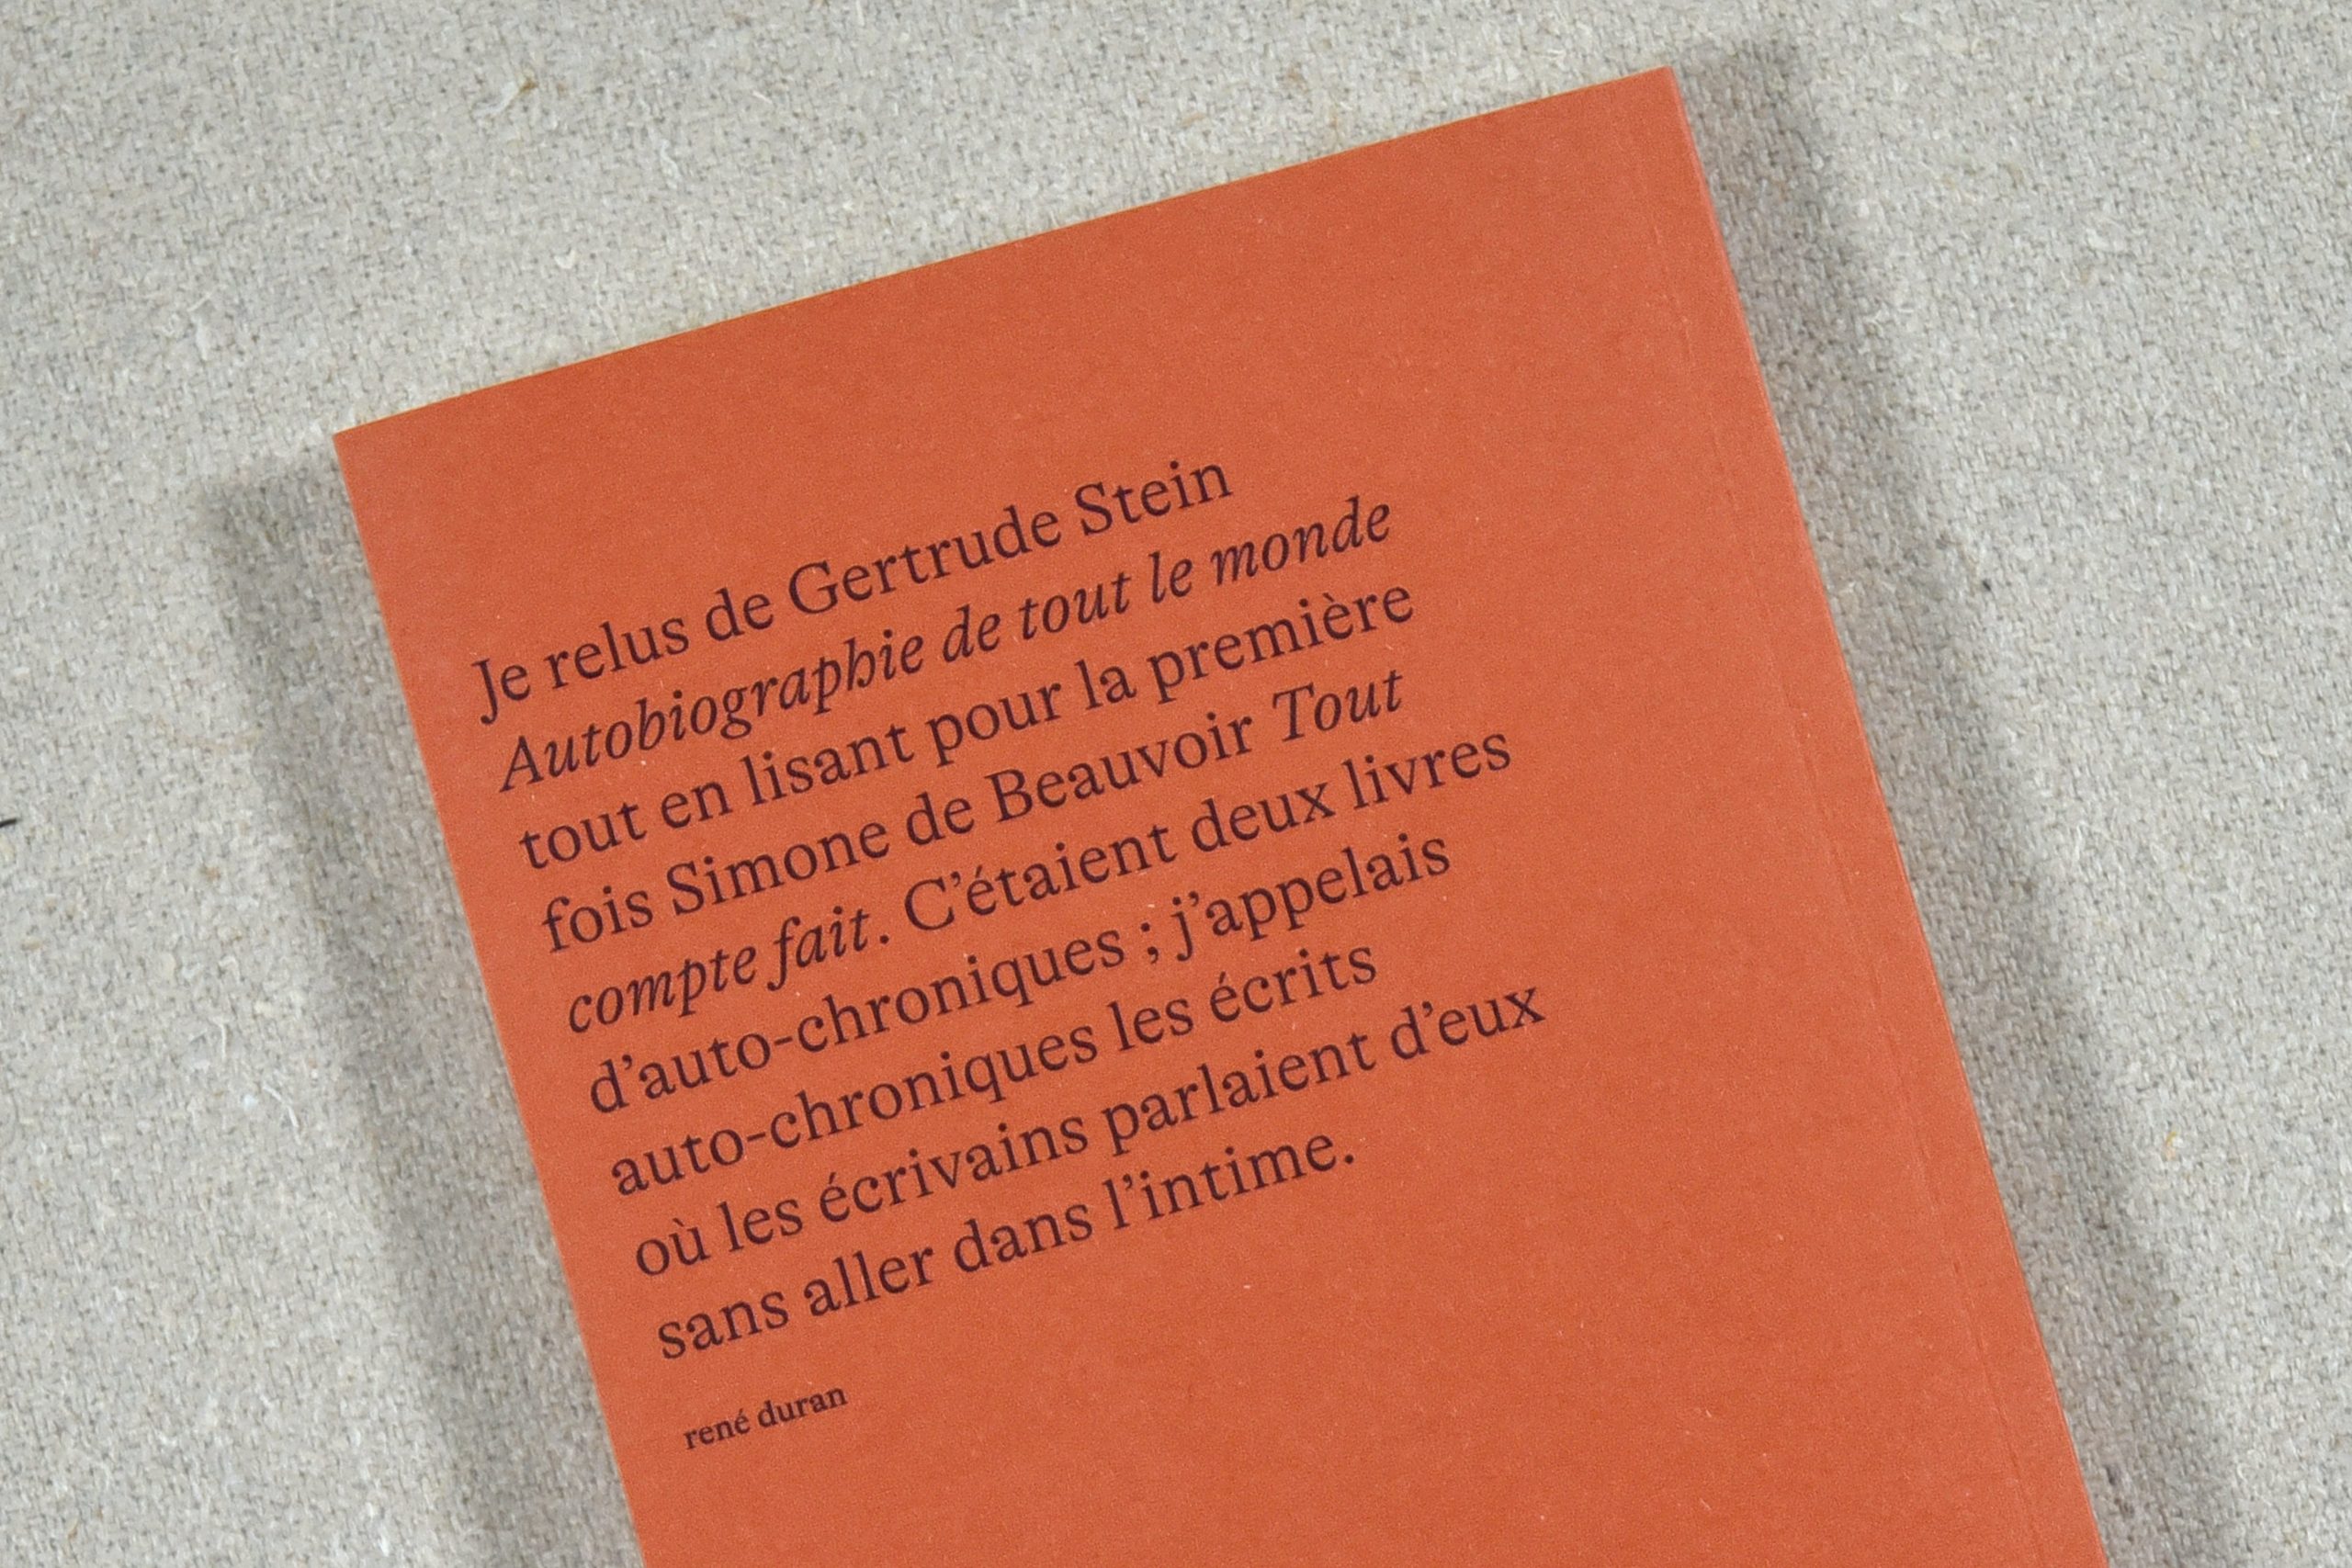 Je relus de Gertrude Stein
Autobiographie de tout le monde
tout en lisant pour la première
fois Simone de Beauvoir Tout
compte fait. C’étaient deux livres
d’auto-chroniques ; j’appelais
auto-chroniques les écrits
où les écrivains parlaient d’eux
sans aller dans l’intime.
rené duran